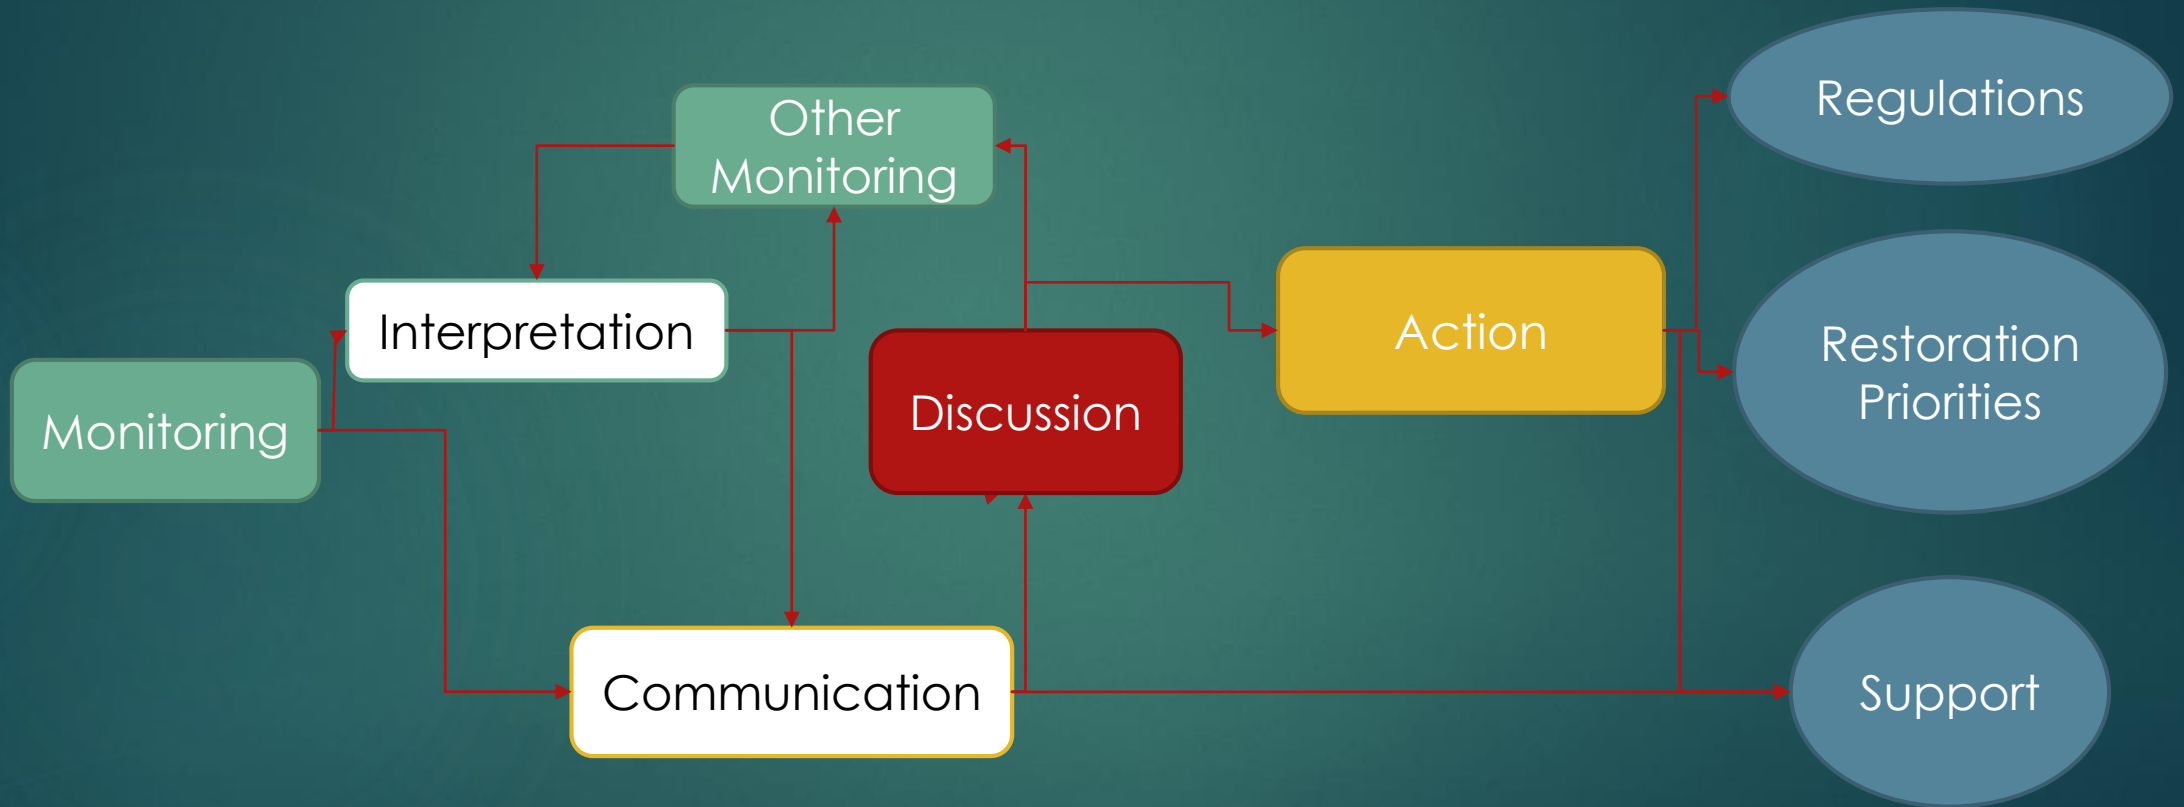 Monitoring
Interpretation
Other
Monitoring
Communication
Discussion
Action
Regulations
Restoration
Priorities
Support